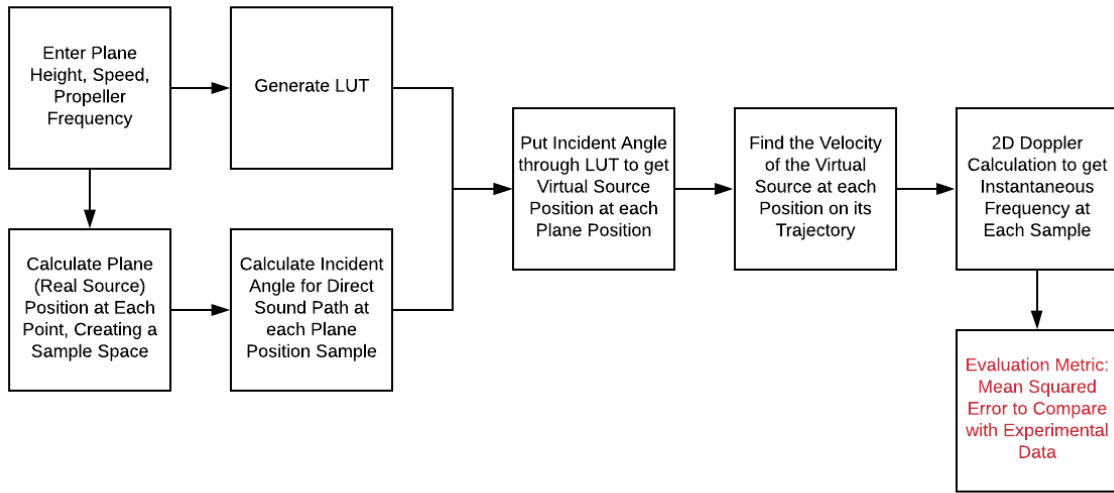 Enter Plane
Height, Speed,
Propeller
Frequency
Generate LUT
Calculate Plane
(Real Source)
Position at Each
Point, Creating a
Sample Space
Calculate Incident
Angle for Direct
Sound Path at
each Plane
Position Sample
Put Incident Angle
through LUT to get
Virtual Source
Position at each
Plane Position
Find the Velocity
of the Virtual
Source at each
Position on its
Trajectory
2D Doppler
Calculation to get
Instantaneous
Frequency at
Each Sample
Evaluation Metric:
Mean Squared
Error to Compare
with Experimental
Data